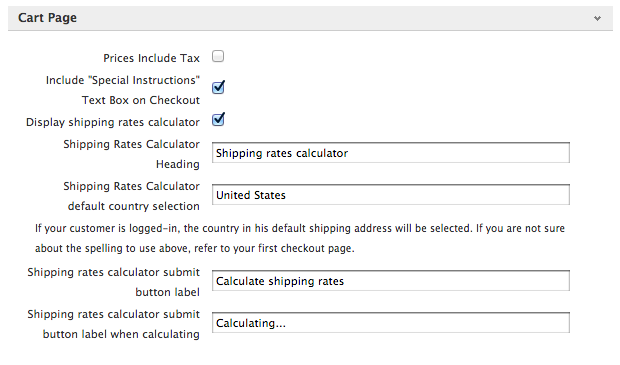 Cart Page
Prices Include Tax
Include "Special Instructions"
Text Box on Checkout
Display shipping rates calculator
Shipping Rates Calculator
Heading
Shipping rates calculator
Shipping Rates Calculator
default country selection
United States
If your customer is logged-in, the country in his default shipping address will be selected. If you are not sure
about the spelling to use above, refer to your first checkout page.
Shipping rates calculator submit
button label
Calculate shipping rates
Shipping rates calculator submit
button label when calculating
Calculating...